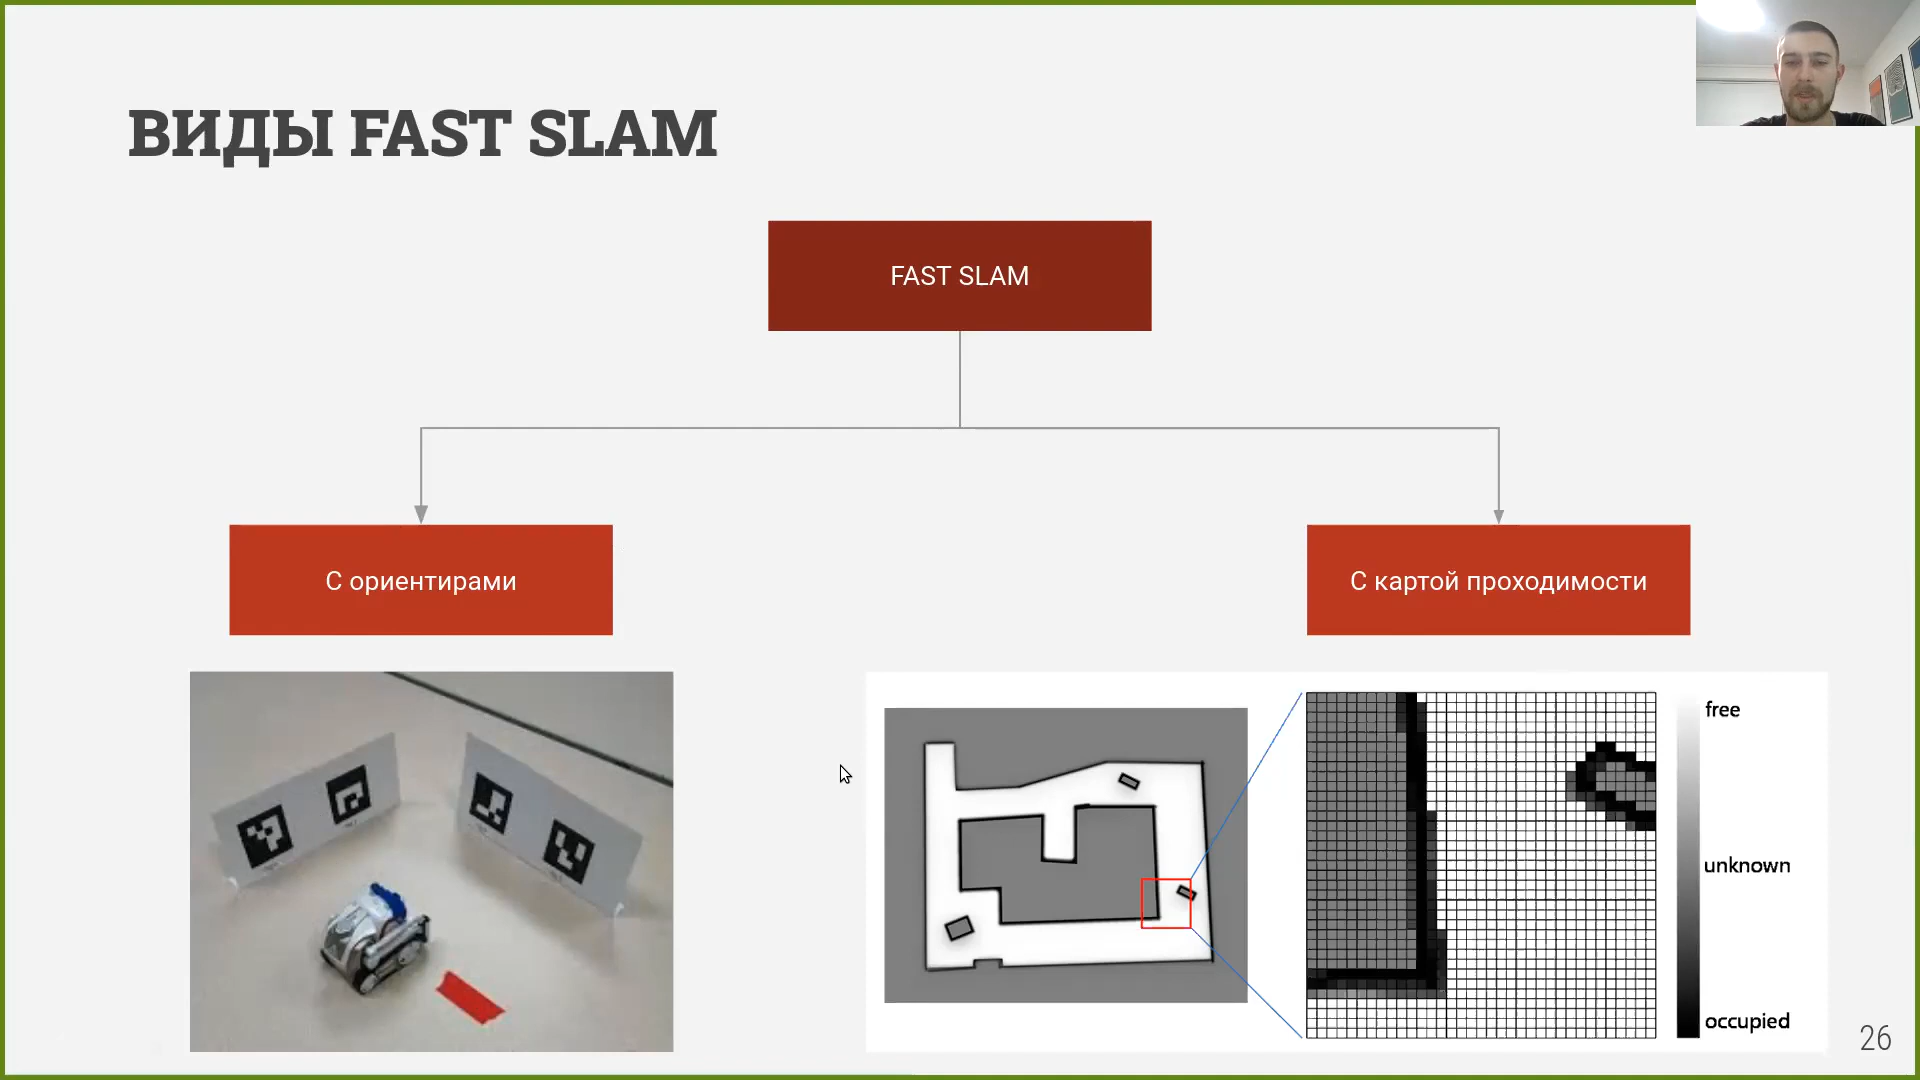 ВИДЫ FAST SLAM
FAST SLAM
С ориентирами
С картой проходимости
free
unknown
occupied
26